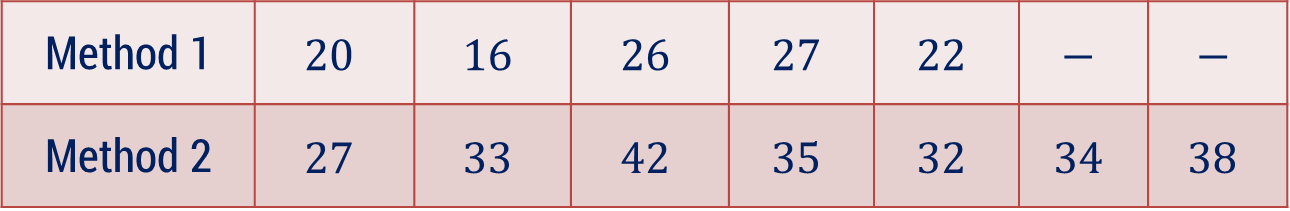 Method 1 20 16 26 27 22 – –
Method 2 27 33 42 35 32 34 38